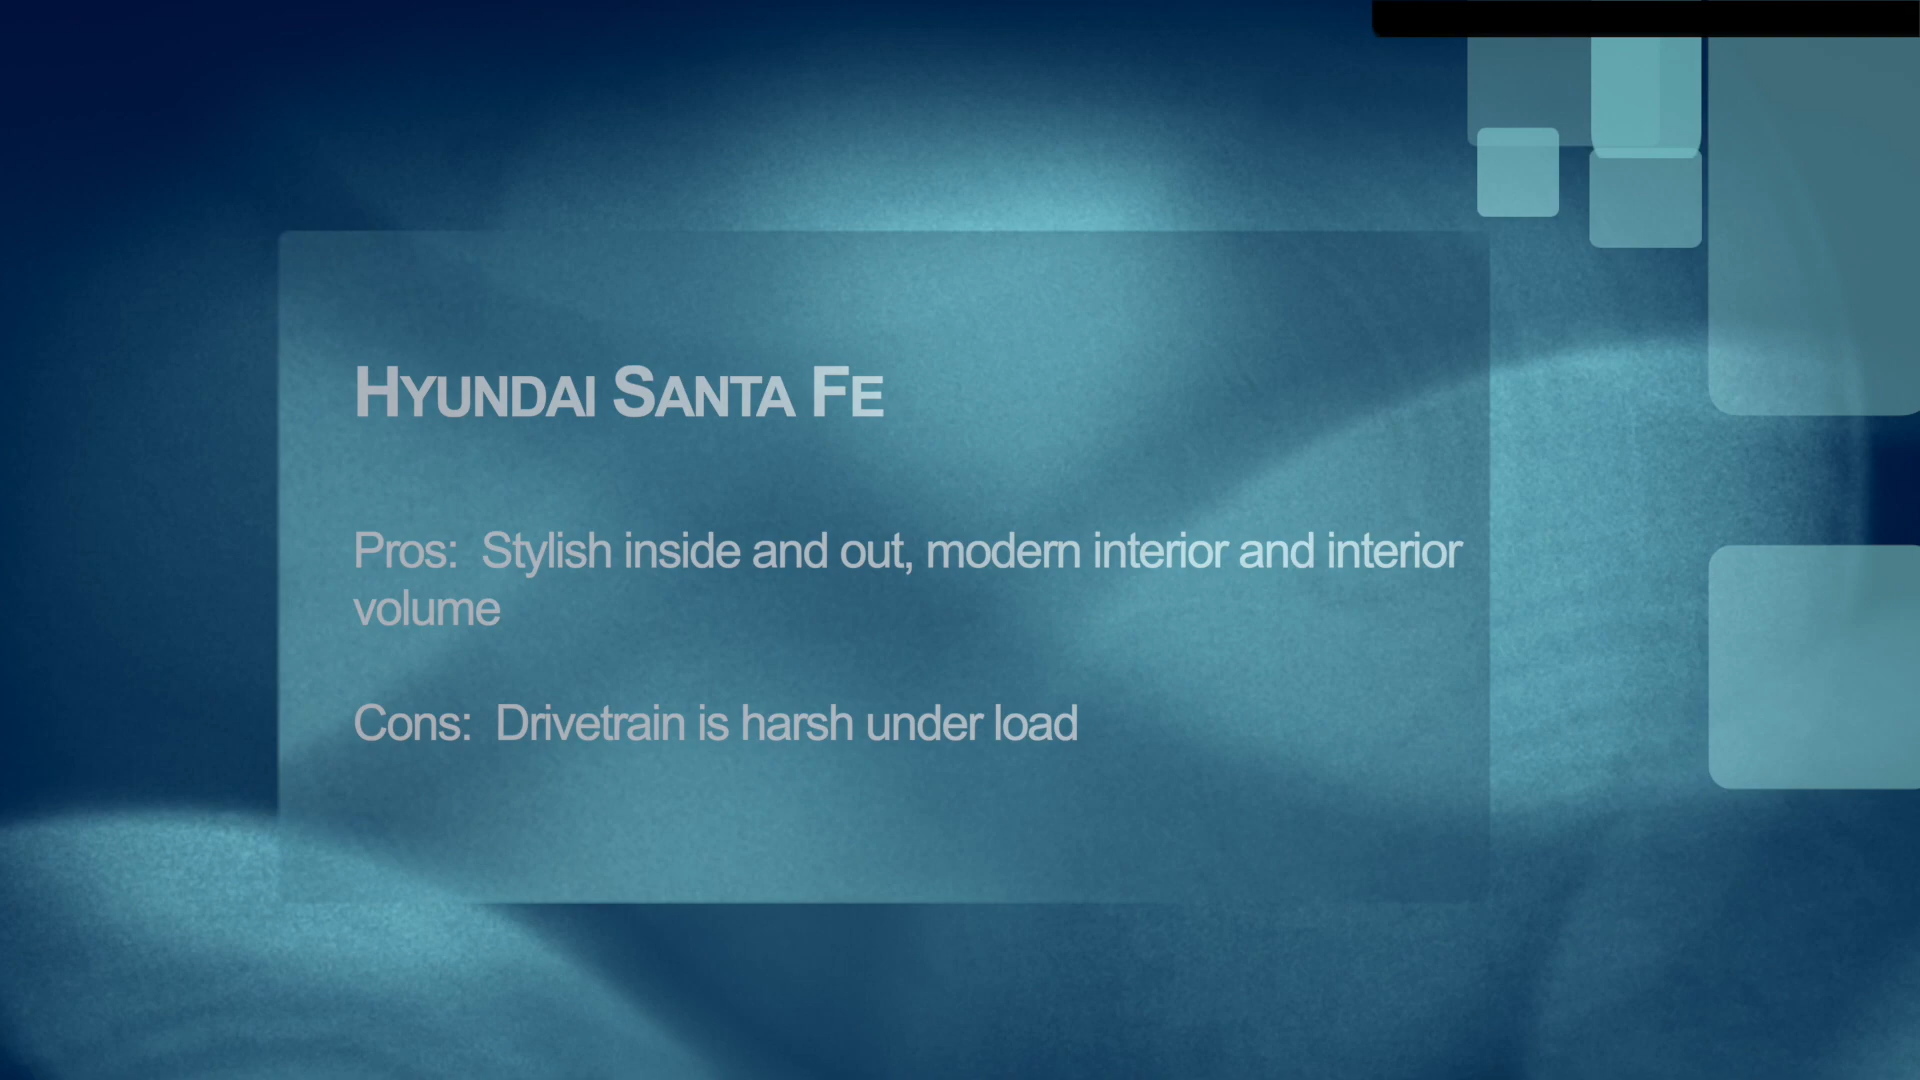 HYUNDAI SANTA FE
Pros:  Stylish inside and out, modern interior and interior
volume
Cons:  Drivetrain is harsh under load